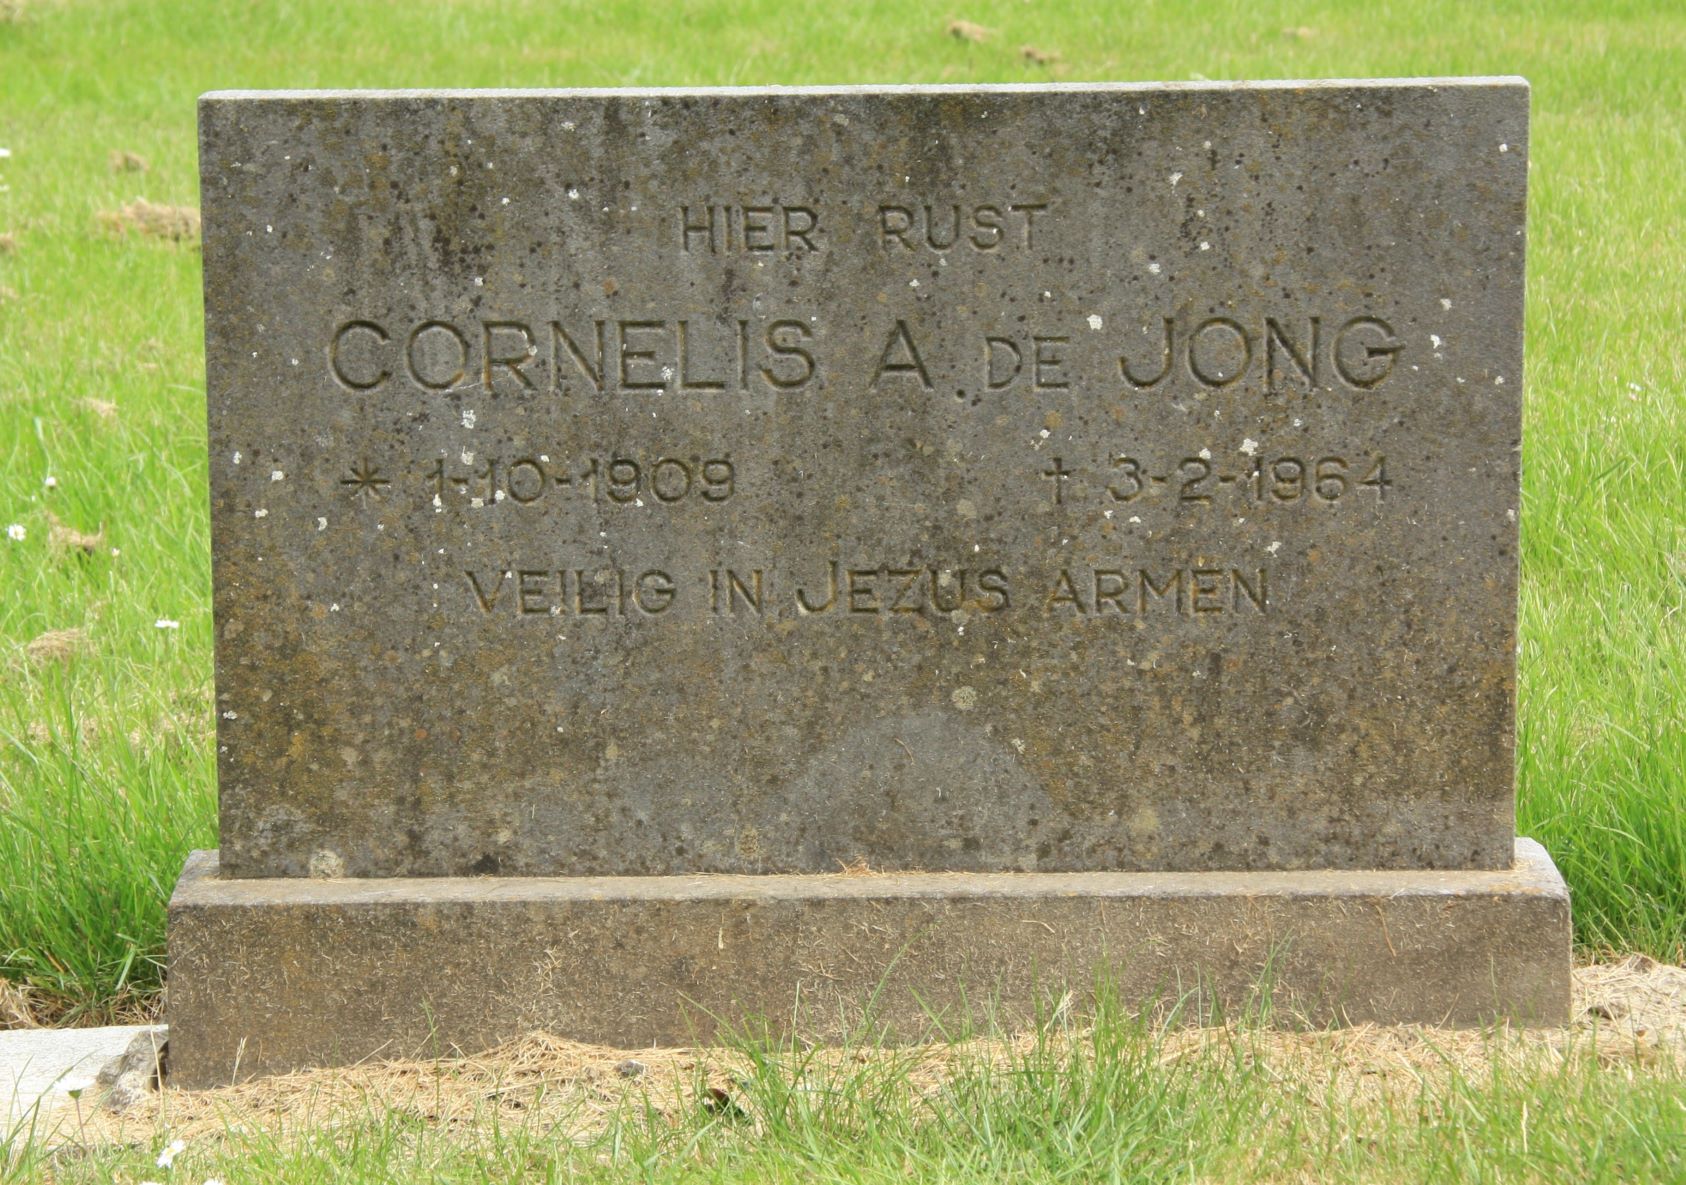 HIER RUST
CORNELIS A. DE JONG
* 1-10-1909 † 3-2-1964
VEILIG IN JEZUS ARMEN